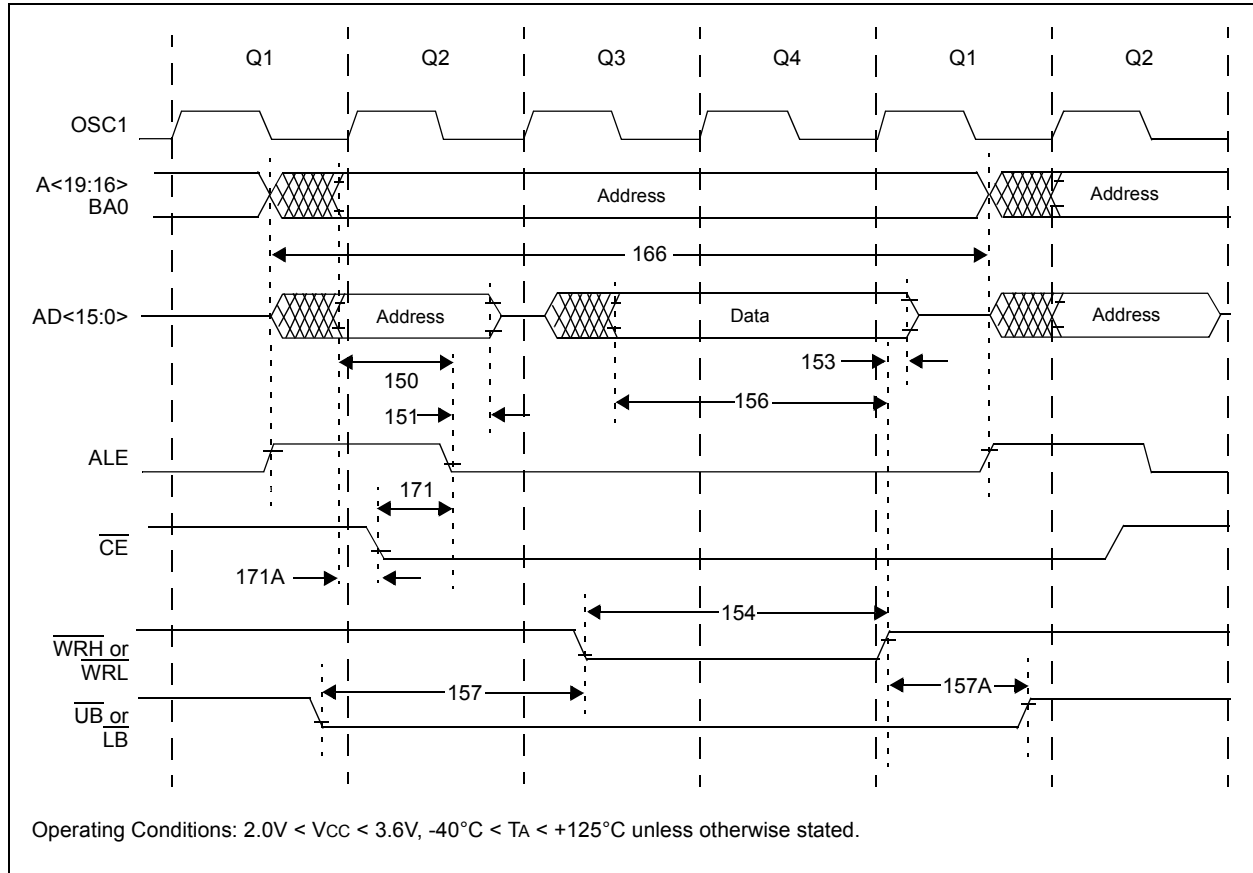 Q1 Q2 Q3 Q4 Q1 Q2
OSC1
A<19:16>
BA0
Address
Address
166
AD<15:0>
Address
Data
Address
150
153
151
156
ALE
171
CE
171A
154
WRH or
WRL
157
157A
UB or
LB
Operating Conditions: 2.0V < VCC < 3.6V, -40°C < TA < +125°C unless otherwise stated.